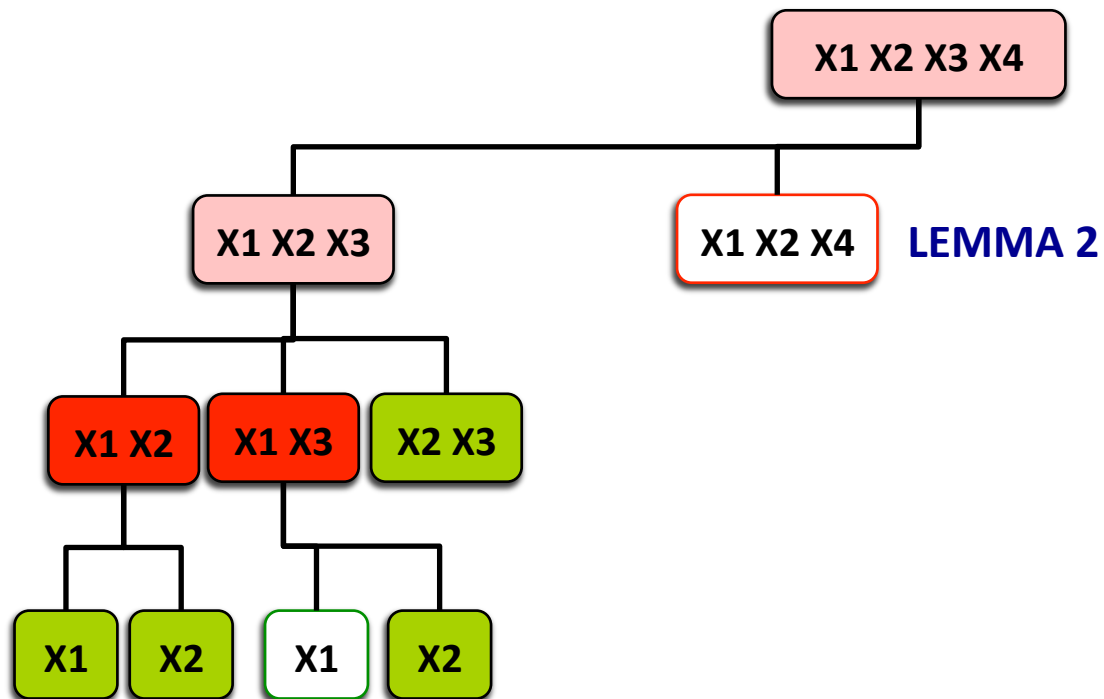 X1 X2 X3 X4
X1 X2 X3
X1 X2 X4
LEMMA 2
X1 X2
X1 X3
X2 X3
X1
X2
X1
X2